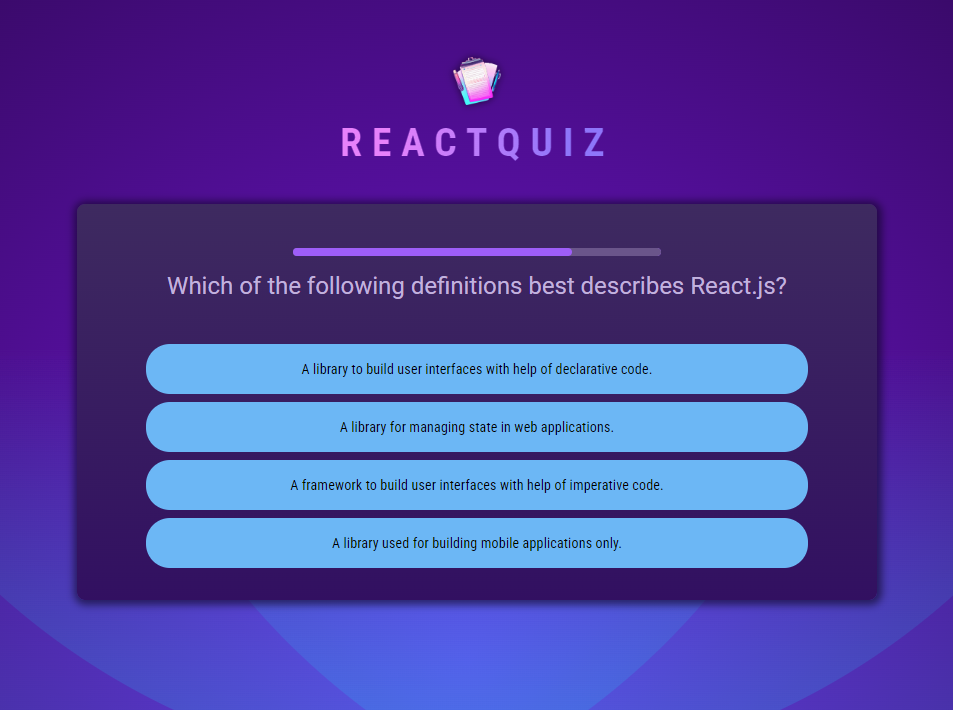 REACTQUIZ
Which of the following definitions best describes React.js?
A library to build user interfaces with help of declarative code.
A library for managing state in web applications.
A framework to build user interfaces with help of imperative code.
A library used for building mobile applications only.